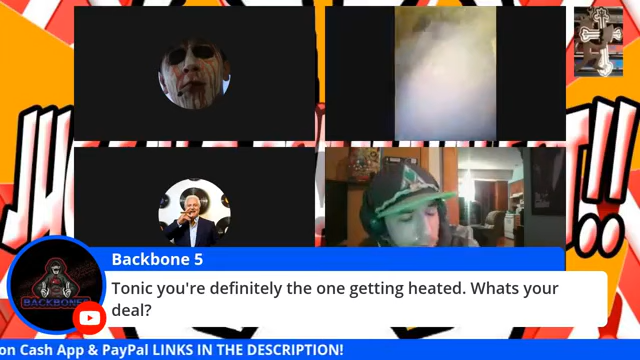 Backbone 5
Tonic you're definitely the one getting heated. Whats your
deal?
BACKBONE
on Cash App & PayPal LINKS IN THE DESCRIPTION!